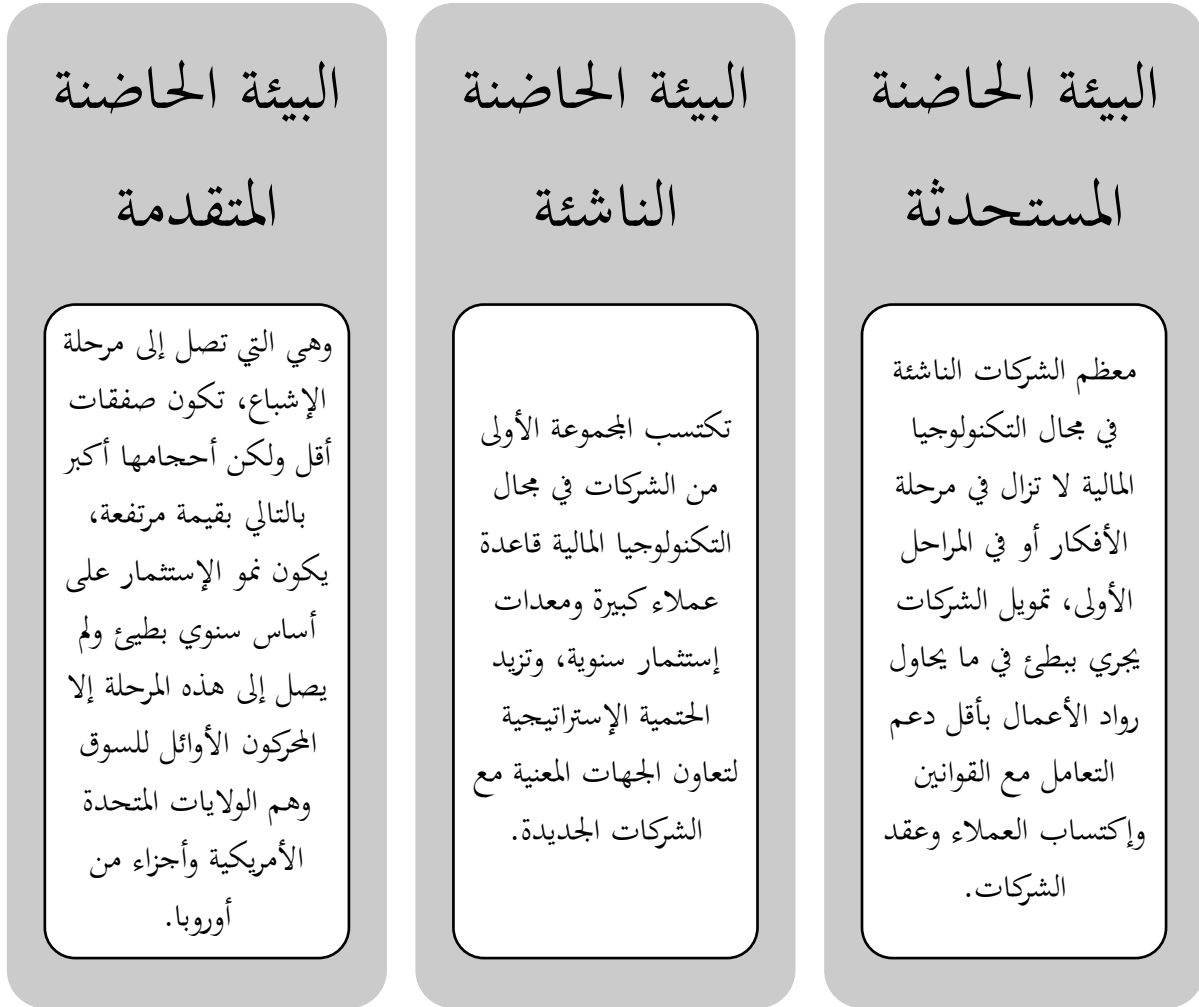 البيئة الحاضنة
المستحدثة
معظم الشركات الناشئة
في مجال التكنولوجيا
المالية لا تزال في مرحلة
الأفكار أو في المراحل
الأولى، تمويل الشركات
يجري ببطئ في ما يحاول
رواد الأعمال بأقل دعم
التعامل مع القوانين
وإكتساب العملاء وعقد
الشركات.
البيئة الحاضنة
الناشئة
تكتسب المجموعة الأولى
من الشركات في مجال
التكنولوجيا المالية قاعدة
عملاء كبيرة ومعدات
إستثمار سنوية، وتزيد
الحتمية الإستراتيجية
لتعاون الجهات المعنية مع
الشركات الجديدة.
البيئة الحاضنة
المتقدمة
وهي التي تصل إلى مرحلة
الإشباع، تكون صفقات
أقل ولكن أحجامها أكبر
بالتالي بقيمة مرتفعة،
يكون نمو الإستثمار على
أساس سنوي بطيئ ولم
يصل إلى هذه المرحلة إلا
المحركون الأوائل للسوق
وهم الولايات المتحدة
الأمريكية وأجزاء من
أوروبا.